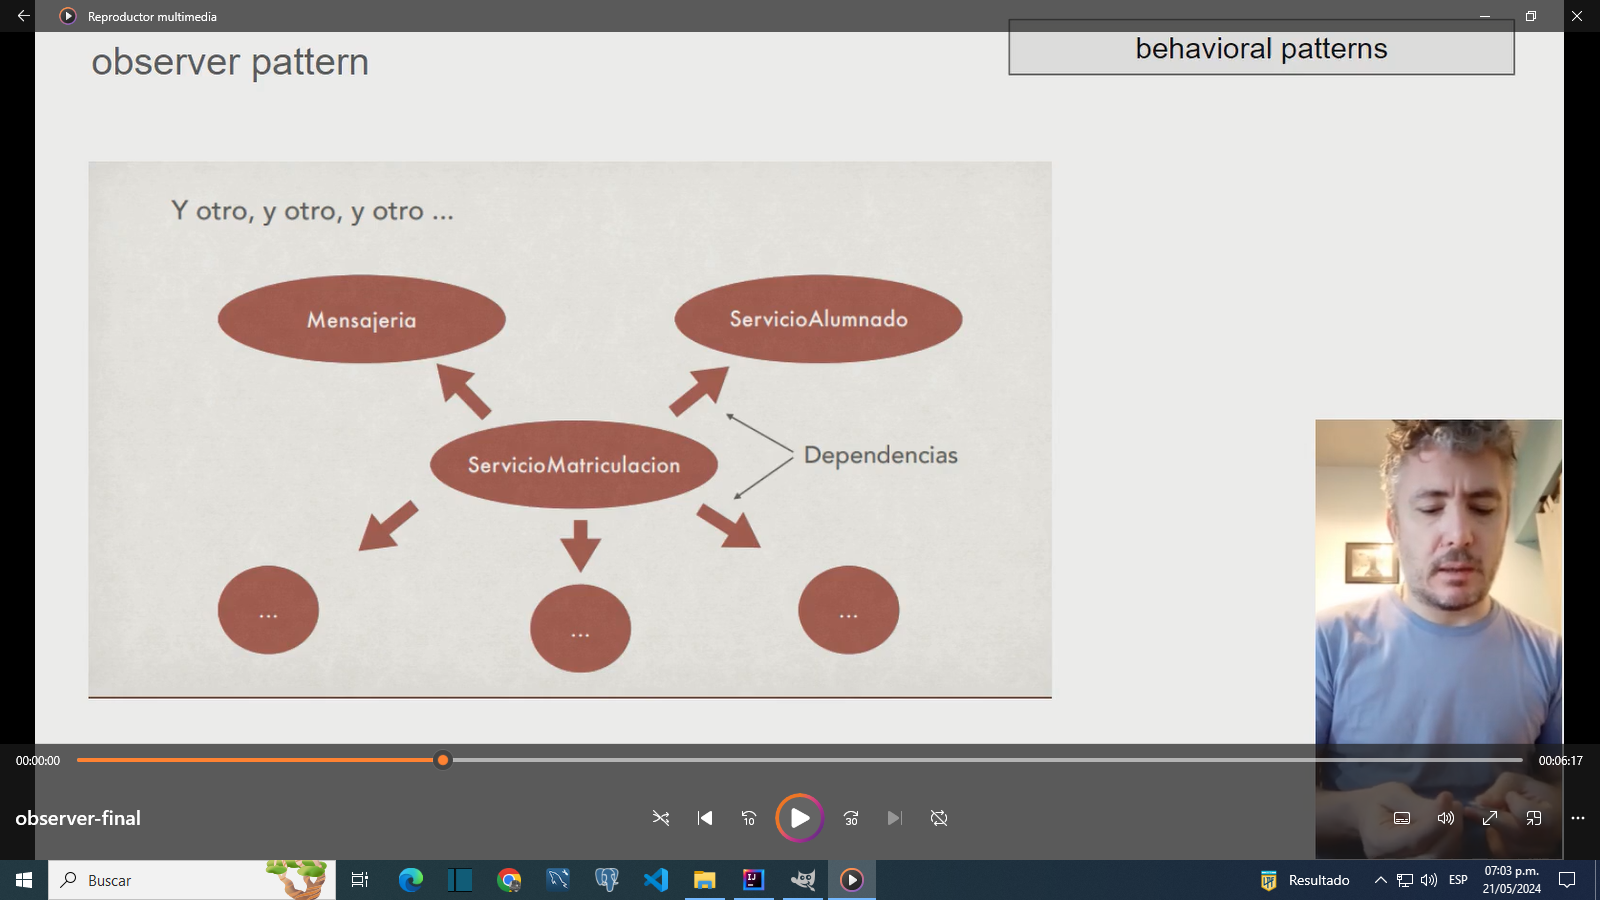 Reproductor multimedia
observer pattern
behavioral patterns
Y otro, y otro, y otro ...
Mensajeria
ServicioAlumnado
ServicioMatriculacion
Dependencias
...
...
...
00:00:00
00:06:17
observer-final
10
30
Buscar
Resultado
ESP
07:03 p.m.
21/05/2024